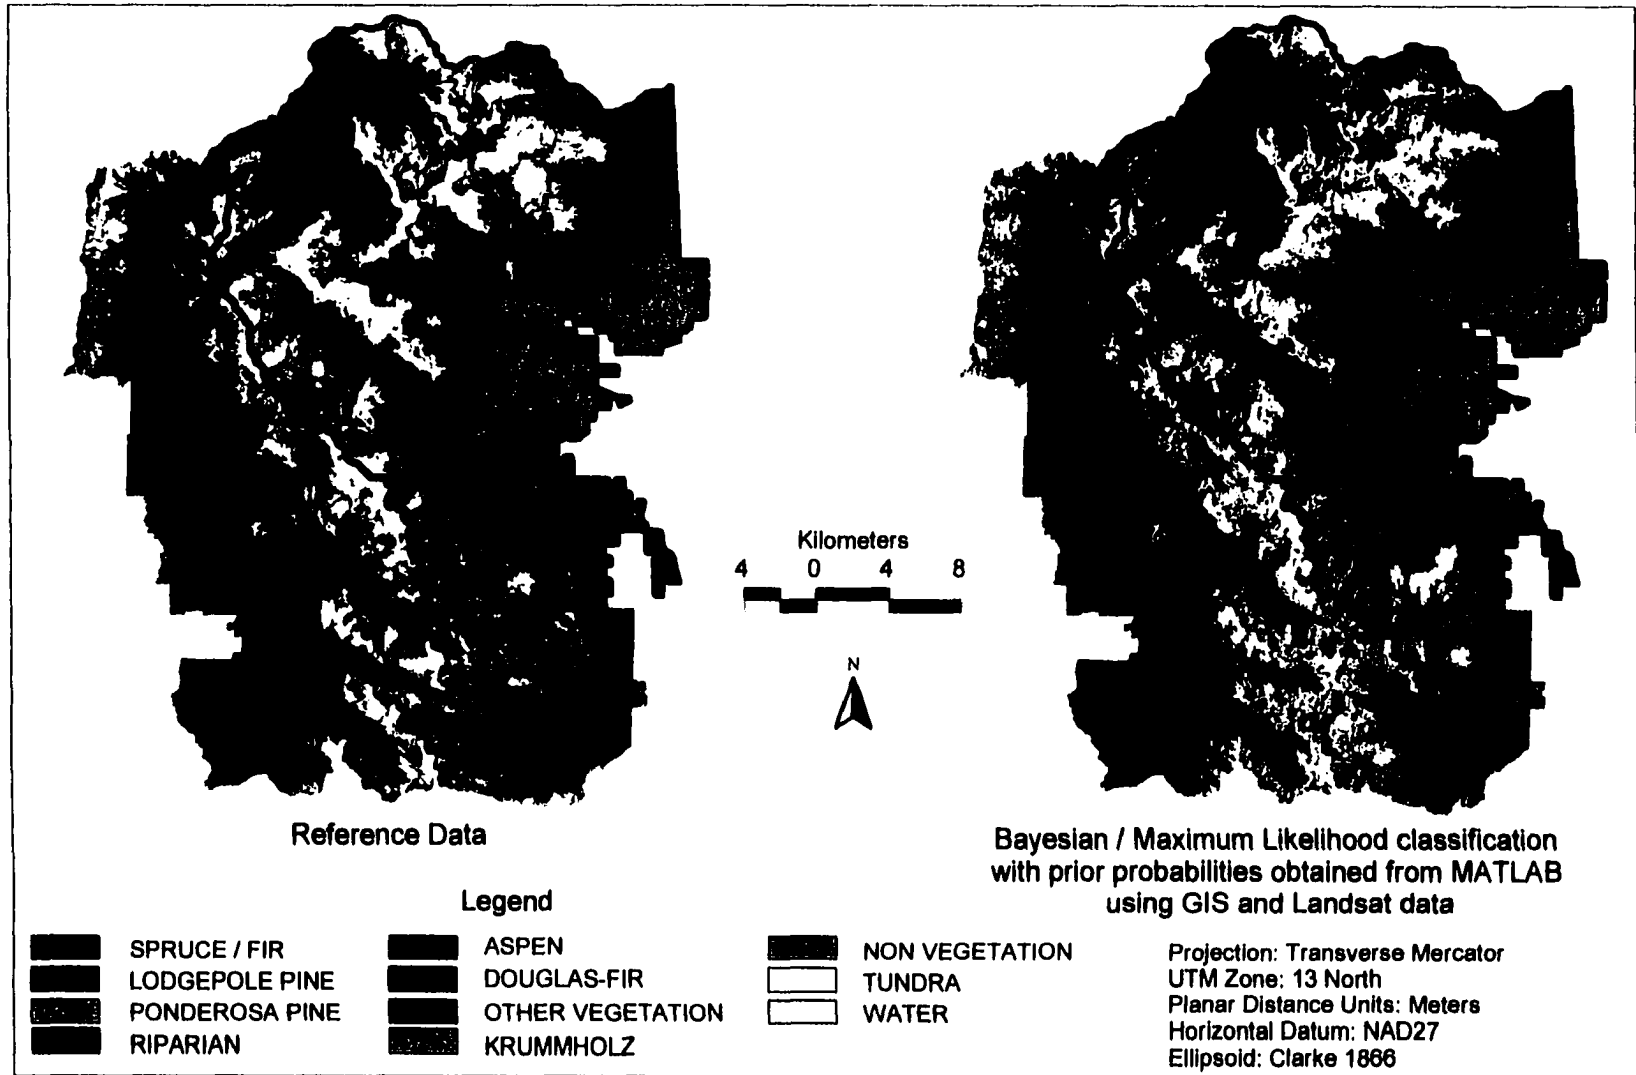 Kilometers
4 0 4 8
N
Reference Data
Bayesian / Maximum Likelihood classification
with prior probabilities obtained from MATLAB
using GIS and Landsat data
Legend
SPRUCE / FIR
LODGEPOLE PINE
PONDEROSA PINE
RIPARIAN
ASPEN
DOUGLAS-FIR
OTHER VEGETATION
KRUMMHOLZ
NON VEGETATION
TUNDRA
WATER
Projection: Transverse Mercator
UTM Zone: 13 North
Planar Distance Units: Meters
Horizontal Datum: NAD27
Ellipsoid: Clarke 1866